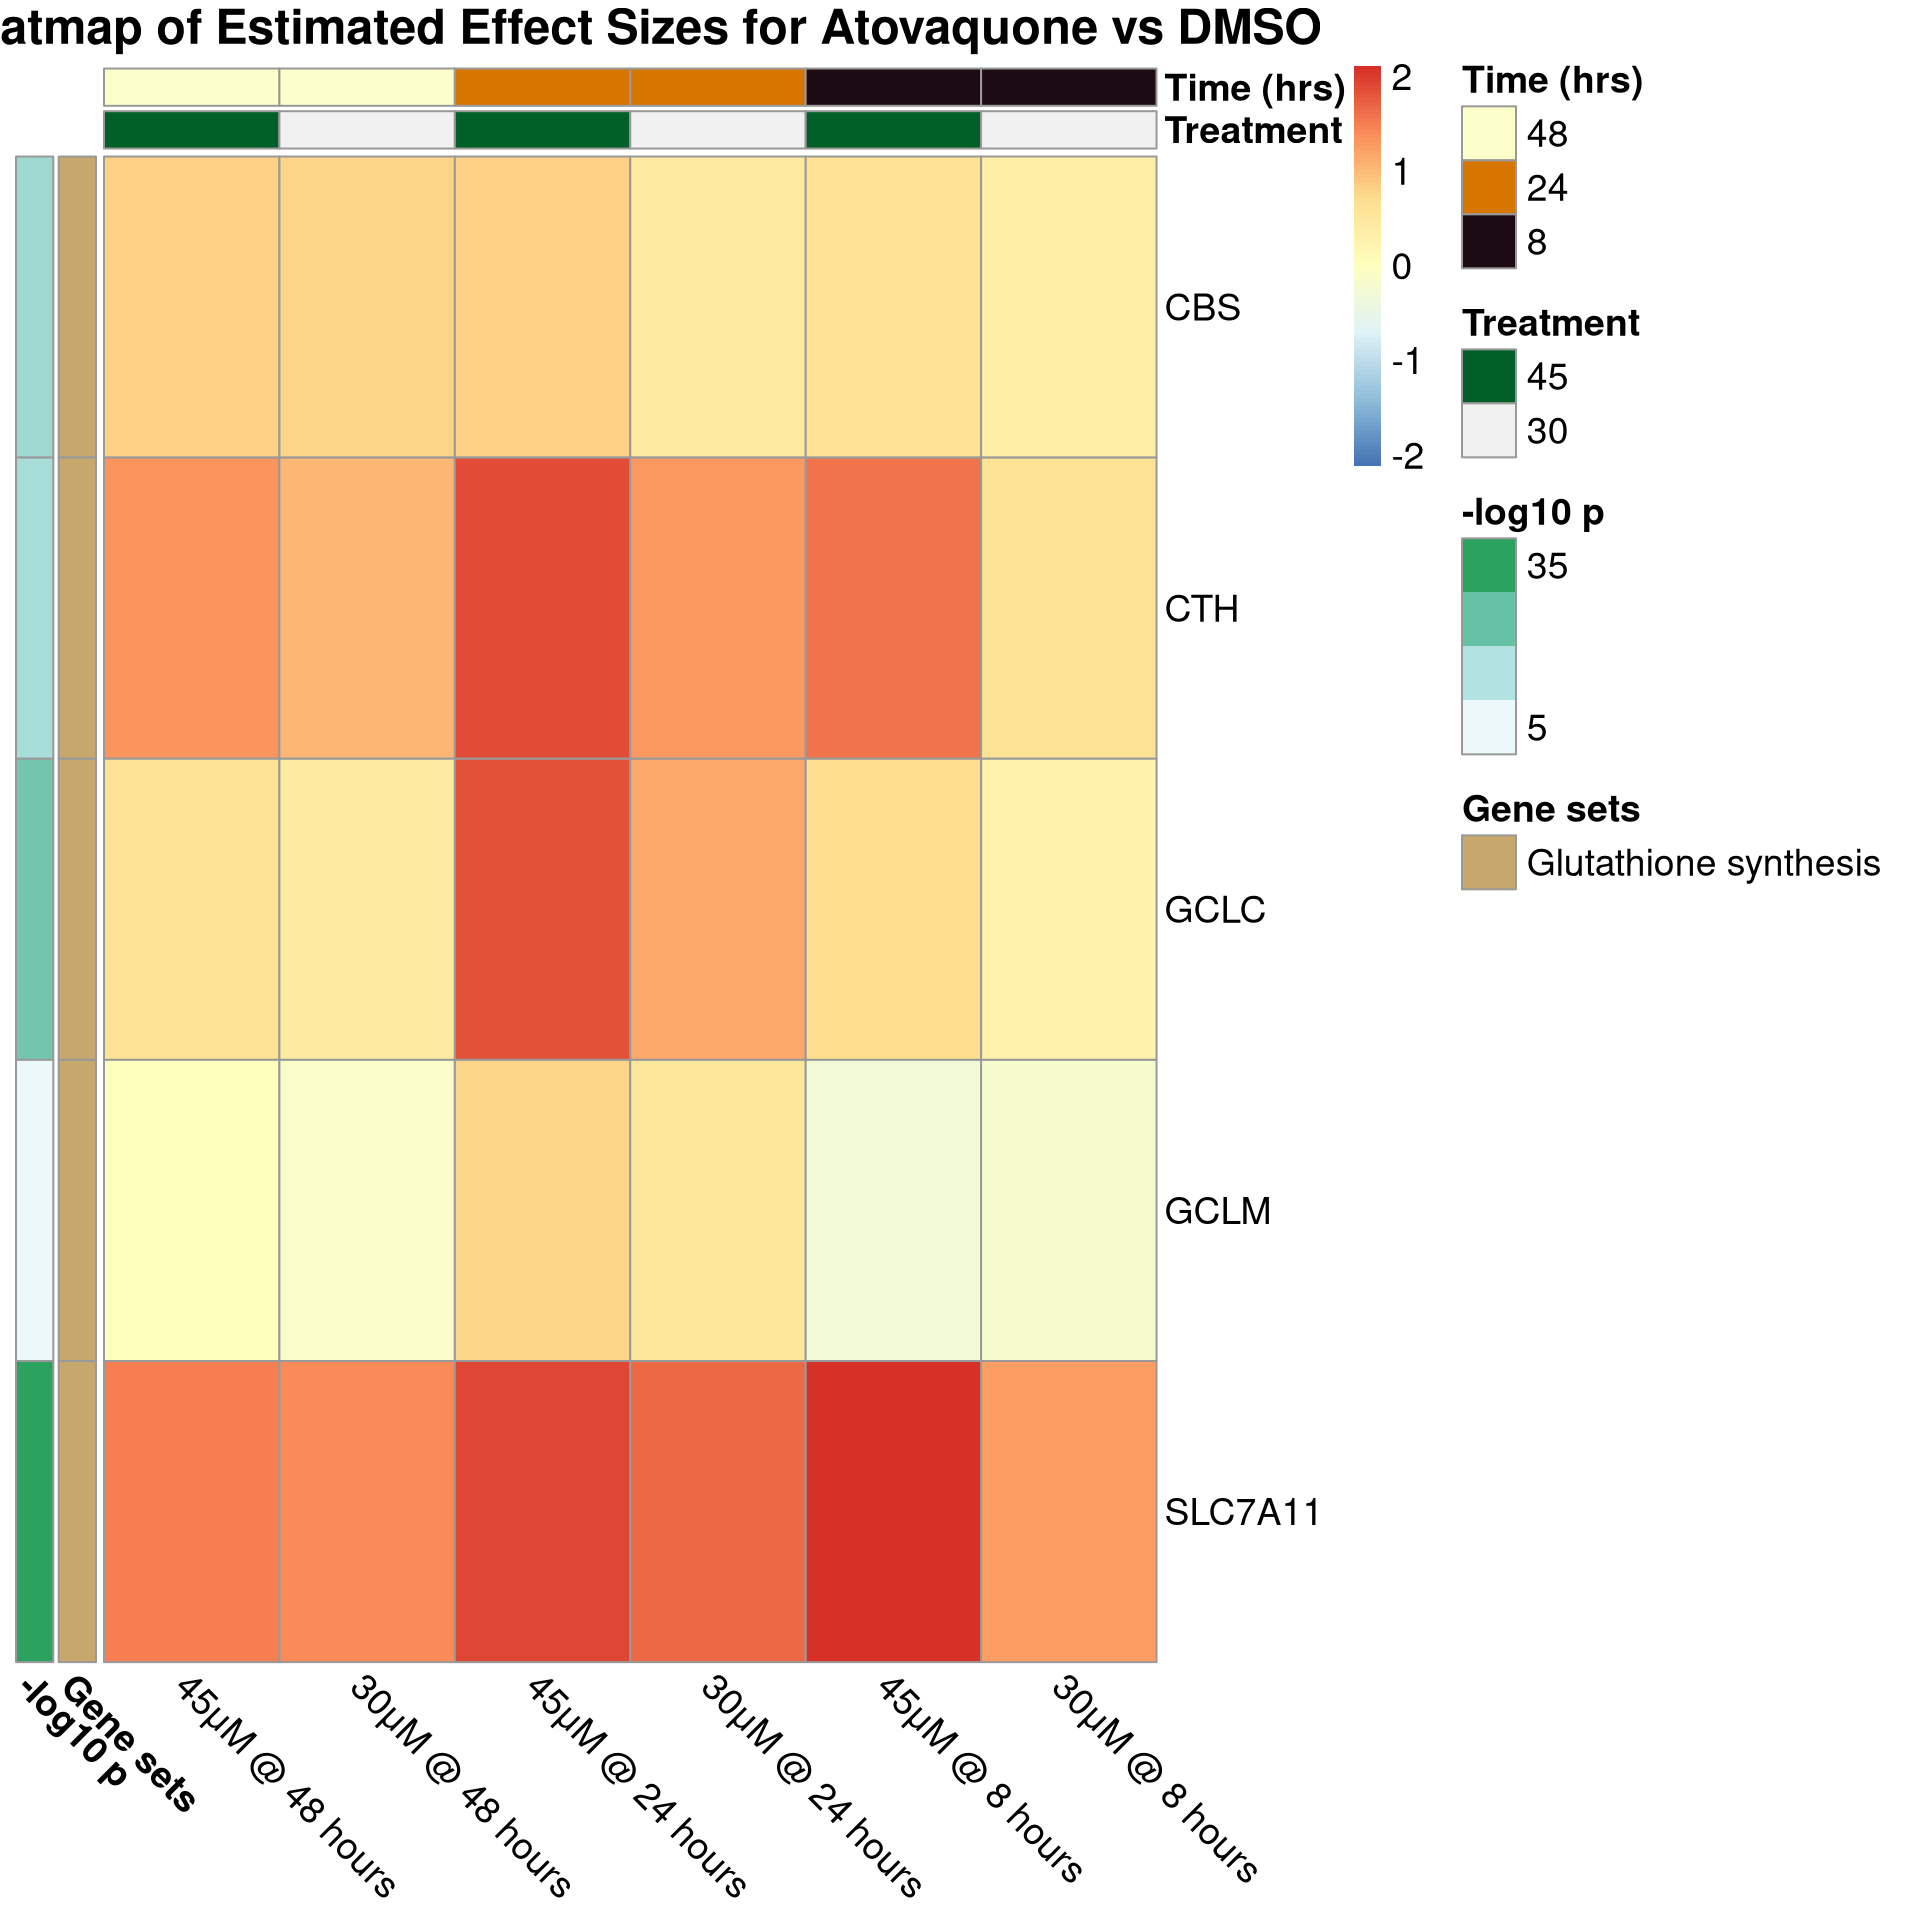 atmap of Estimated Effect Sizes for Atovaquone vs DMSO
Time (hrs)
Treatment
2
1
0
-1
-2
Time (hrs)
48
24
8
Treatment
45
30
-log10 p
35
5
Gene sets
Glutathione synthesis
CBS
CTH
GCLC
GCLM
SLC7A11
-log10 p
Gene sets
45µM @ 48 hours
30µM @ 48 hours
45µM @ 24 hours
30µM @ 24 hours
45µM @ 8 hours
30µM @ 8 hours